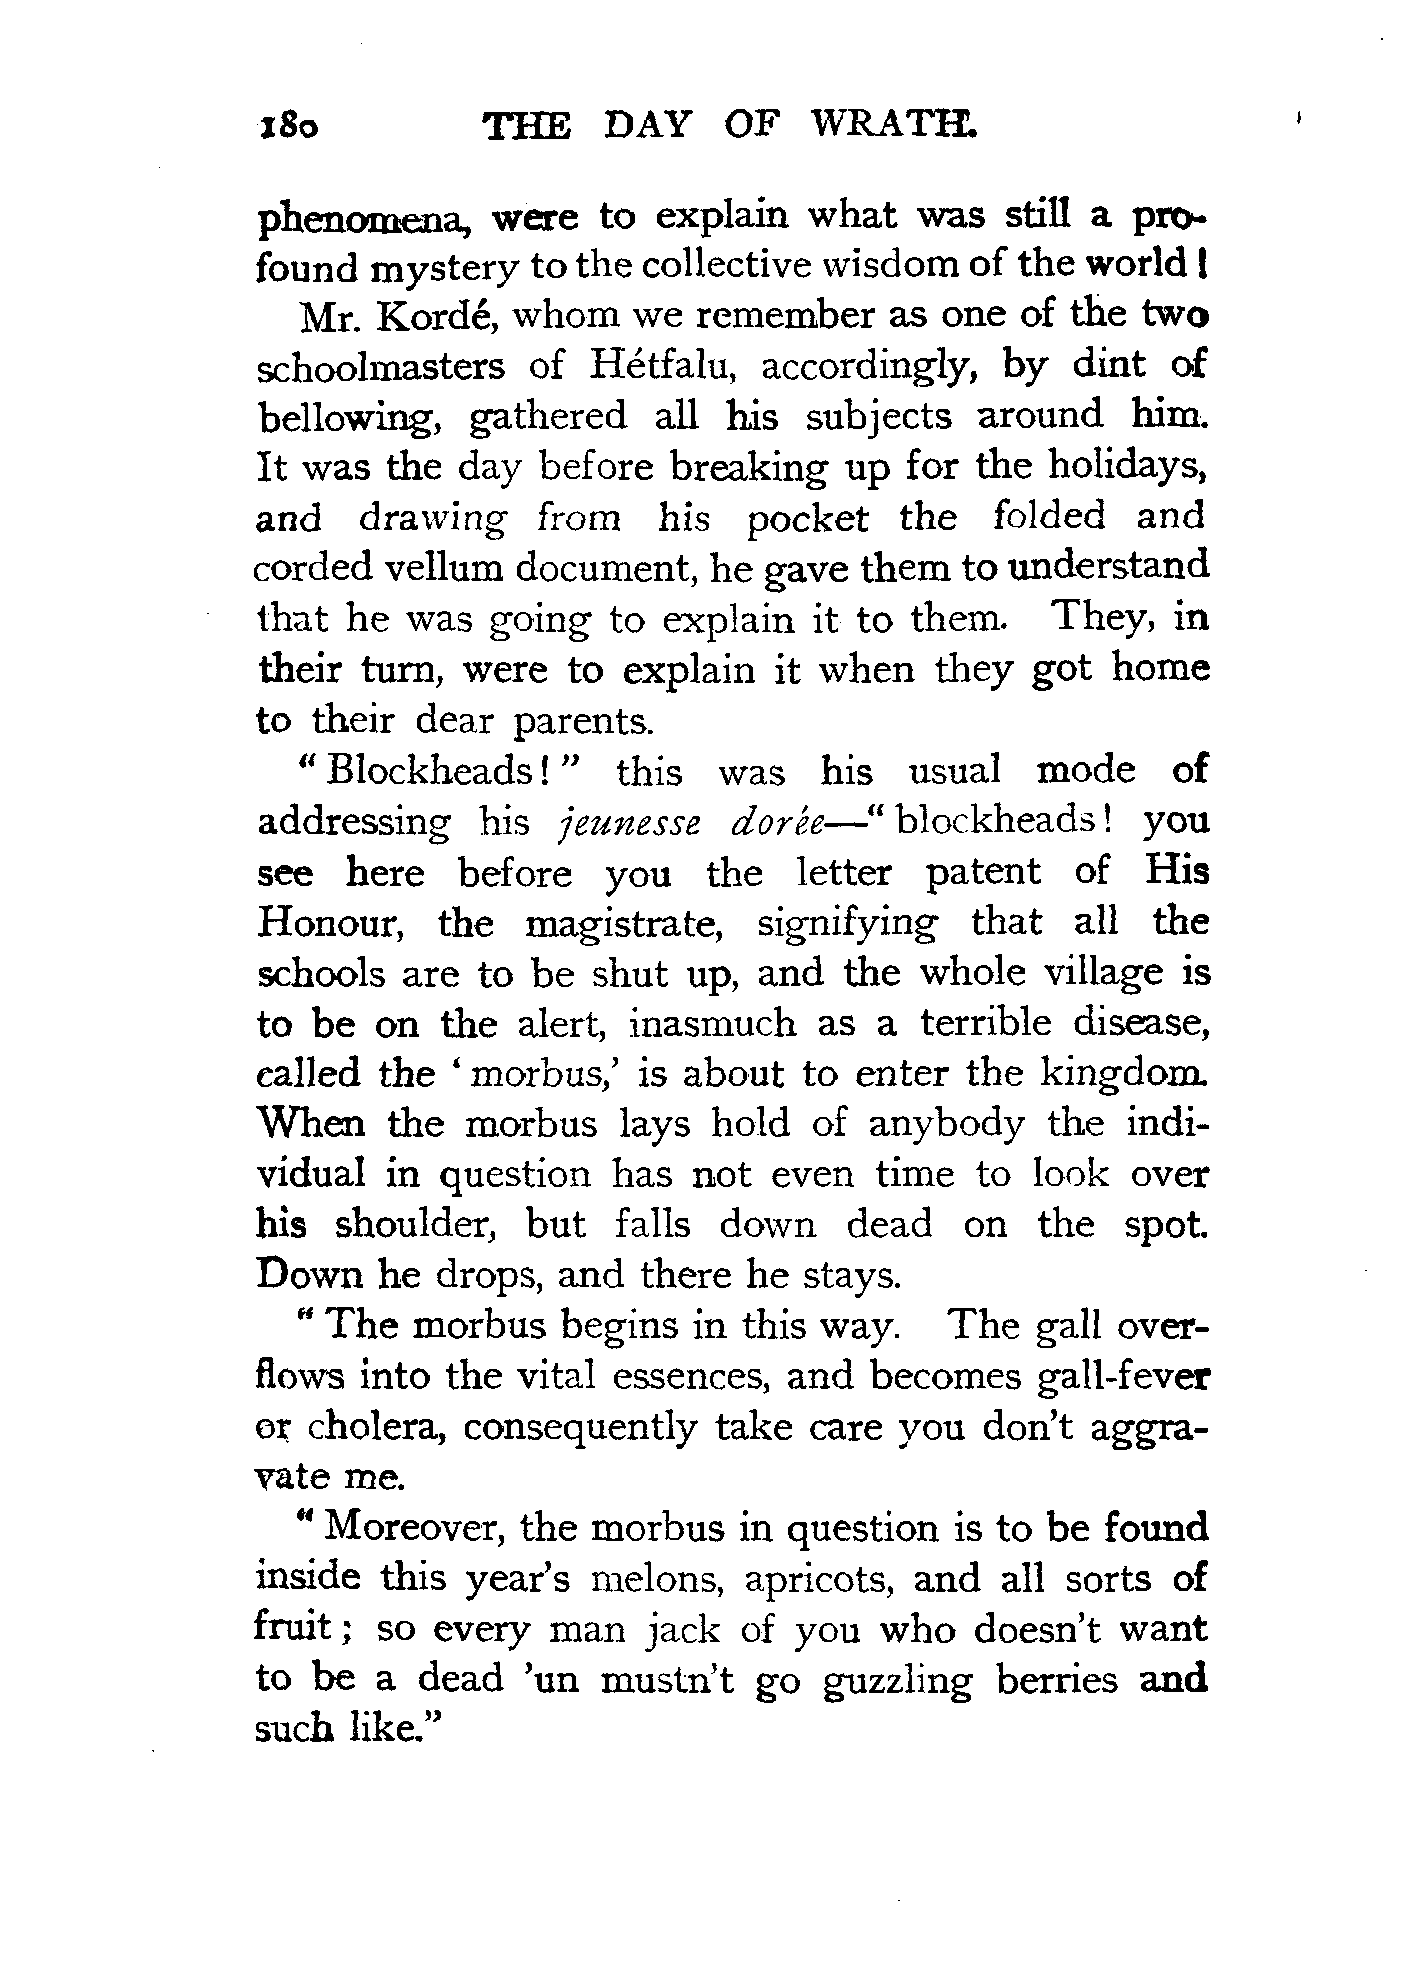 180 THE DAY OF WRATH.
phenomena, were to explain what was still a pro-
found mystery to the collective wisdom of the world!
Mr. Kordé, whom we remember as one of the two
schoolmasters of Hétfalu, accordingly, by dint of
bellowing, gathered all his subjects around him.
It was the day before breaking up for the holidays,
and drawing from his pocket the folded and
corded vellum document, he gave them to understand
that he was going to explain it to them. They, in
their turn, were to explain it when they got home
to their dear parents.
"Blockheads!" this was his usual mode of
addressing his jeunesse dorée—"blockheads! you
see here before you the letter patent of His
Honour, the magistrate, signifying that all the
schools are to be shut up, and the whole village is
to be on the alert, inasmuch as a terrible disease,
called the 'morbus,' is about to enter the kingdom.
When the morbus lays hold of anybody the indi-
vidual in question has not even time to look over
his shoulder, but falls down dead on the spot.
Down he drops, and there he stays.
"The morbus begins in this way. The gall over-
flows into the vital essences, and becomes gall-fever
or cholera, consequently take care you don't aggra-
vate me.
"Moreover, the morbus in question is to be found
inside this year's melons, apricots, and all sorts of
fruit; so every man jack of you who doesn't want
to be a dead 'un mustn't go guzzling berries and
such like."